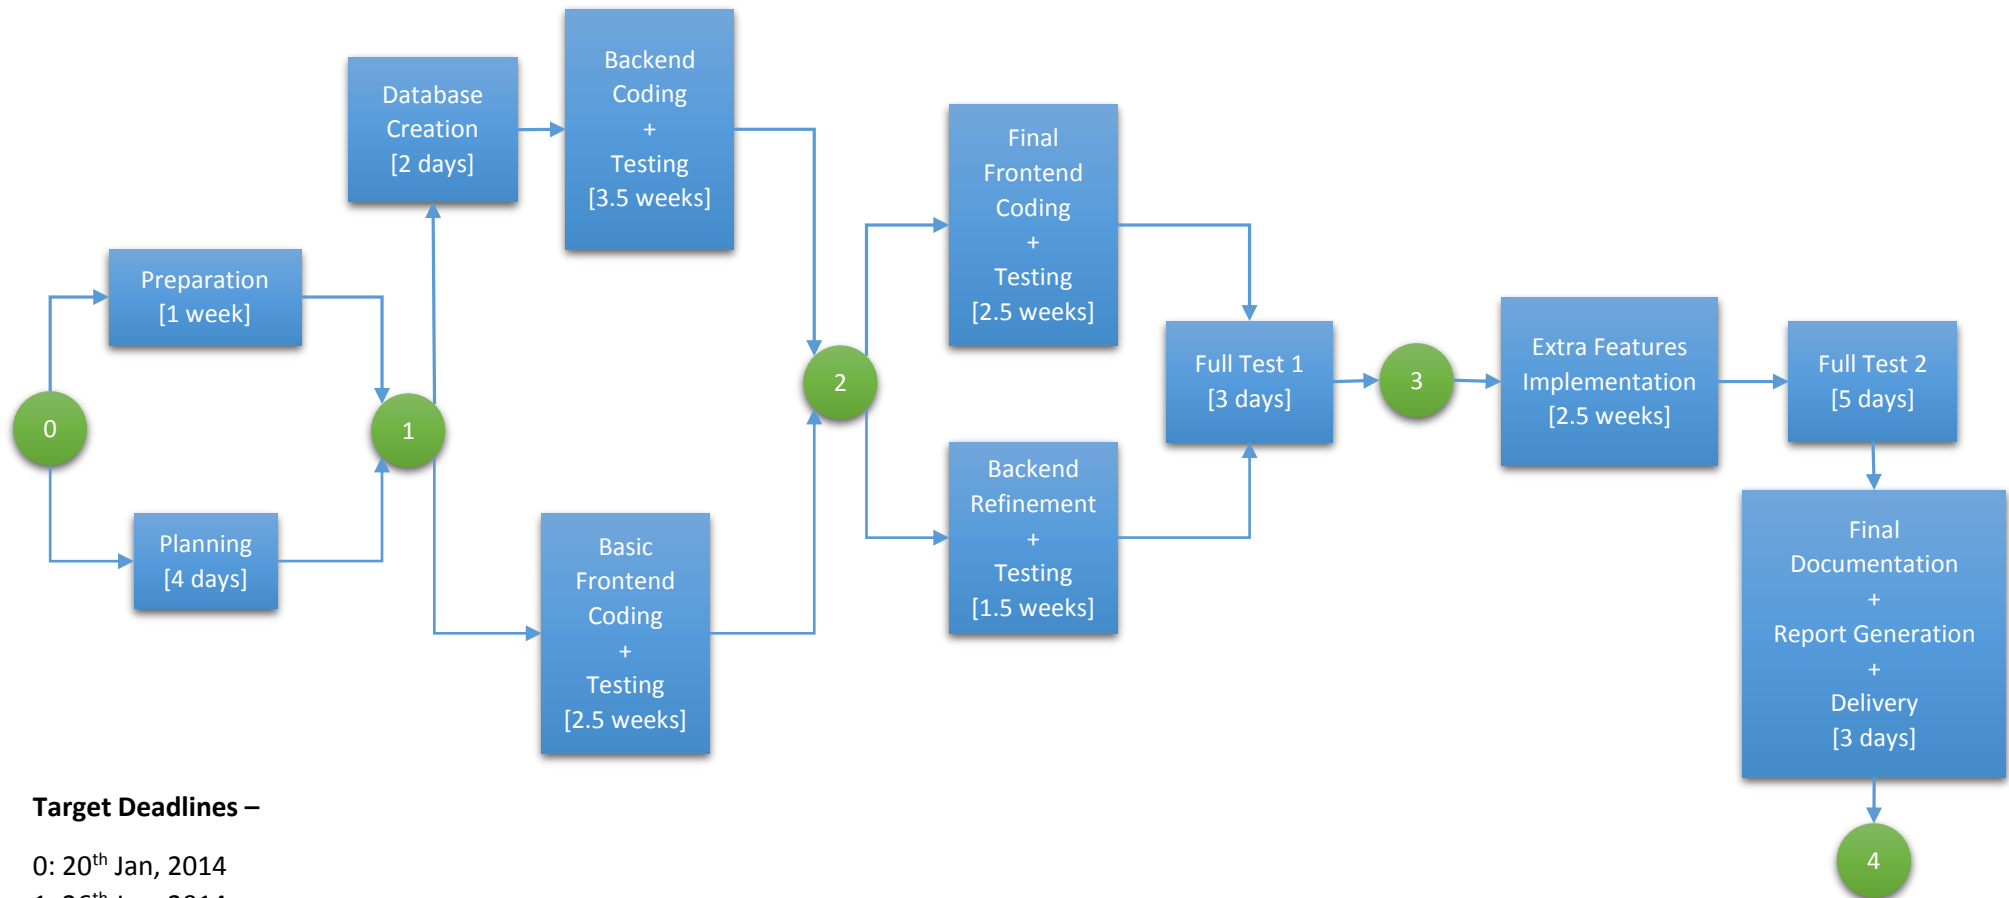 Database
Creation
[2 days]
Backend
Coding
+
Testing
[3.5 weeks]
Final
Frontend
Coding
+
Testing
[2.5 weeks]
Preparation
[1 week]
0
1
2
Full Test 1
[3 days]
3
Extra Features
Implementation
[2.5 weeks]
Full Test 2
[5 days]
Planning
[4 days]
Basic
Frontend
Coding
+
Testing
[2.5 weeks]
Backend
Refinement
+
Testing
[1.5 weeks]
Final
Documentation
+
Report Generation
+
Delivery
[3 days]
4
Target Deadlines –
0: 20th Jan, 2014